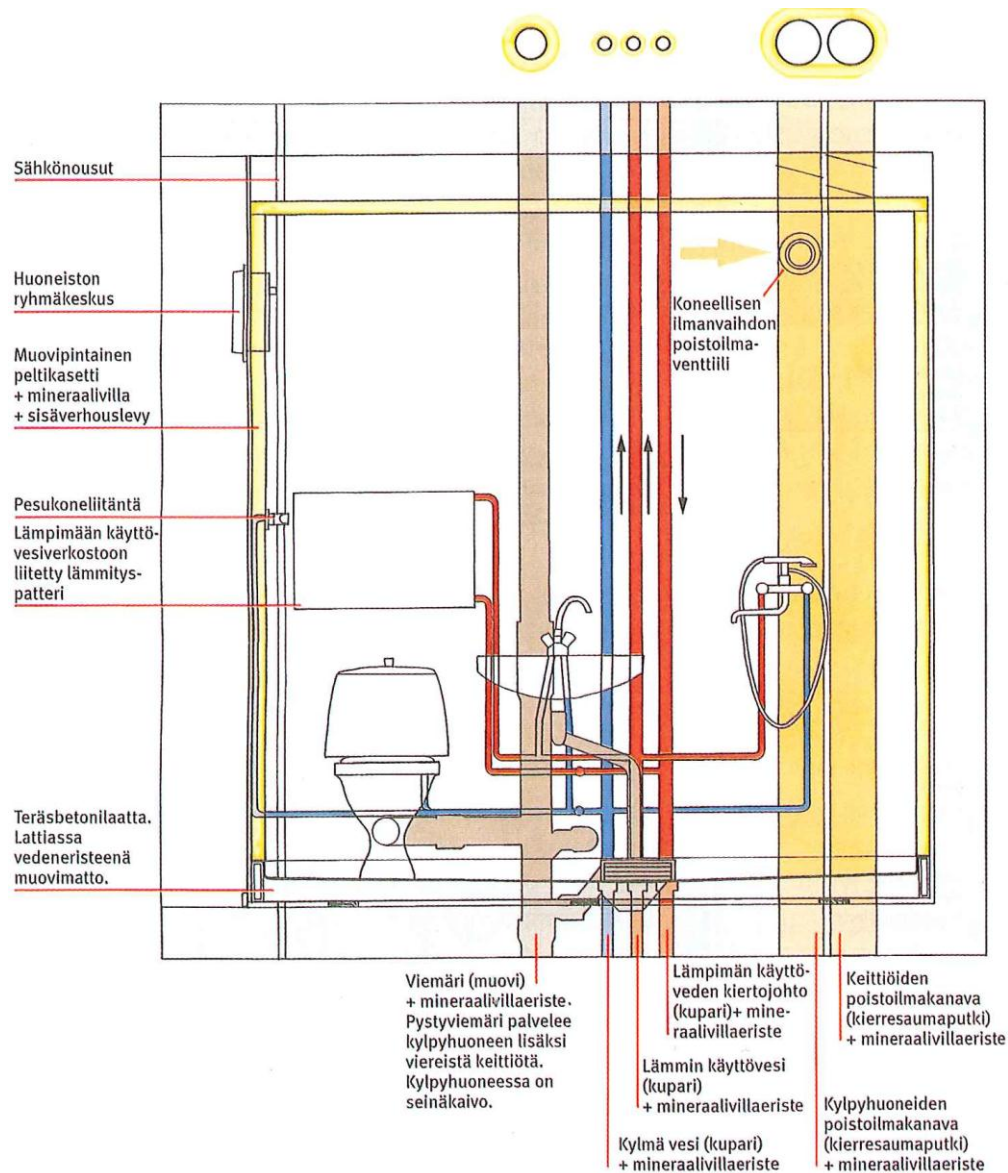 Sähkönousut
Huoneiston
ryhmäkeskus
Muovipintainen
peltikasetti
+ mineraalivilla
+ sisäverhouslevy
Pesukoneliitäntä
Lämpimään käyttö-
vesiverkostoon
liitetty lämmitys-
patteri
Teräsbetonilaatta.
Lattiassa
vedeneristeenä
muovimatto.
Koneellisen
ilmanvaihdon
poistoilma-
venttiili
Viemäri (muovi)
+ mineraalivillaeriste.
Pystyviemäri palvelee
kylpyhuoneen lisäksi
viereistä keittiötä.
Kylpyhuoneessa on
seinäkaivo.
Kylmä vesi (kupari)
+ mineraalivillaeriste
Lämmin käyttövesi
(kupari)
+ mineraalivillaeriste
Lämpimän käyttö-
veden kiertojohto
(kupari)+ mine-
raalivillaeriste
Keittiöiden
poistoilmakanava
(kierresaumaputki)
+ mineraalivillaeriste
Kylpyhuoneiden
poistoilmakanava
(kierresaumaputki)
+ mineraalivillaeriste